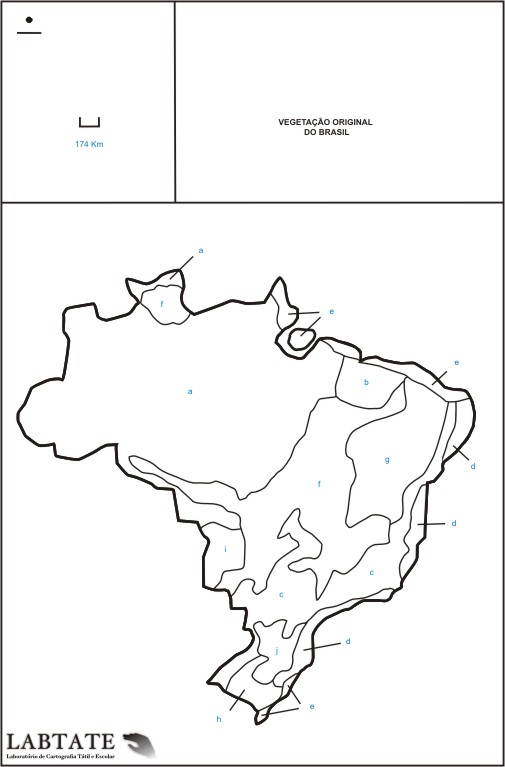 VEGETAÇÃO ORIGINAL
DO BRASIL
174 Km
a
f
e
a
b
e
g
d
f
d
i
c
c
d
j
e
h
LABTATE
Laboratório de Cartografia Tátil e Escolar